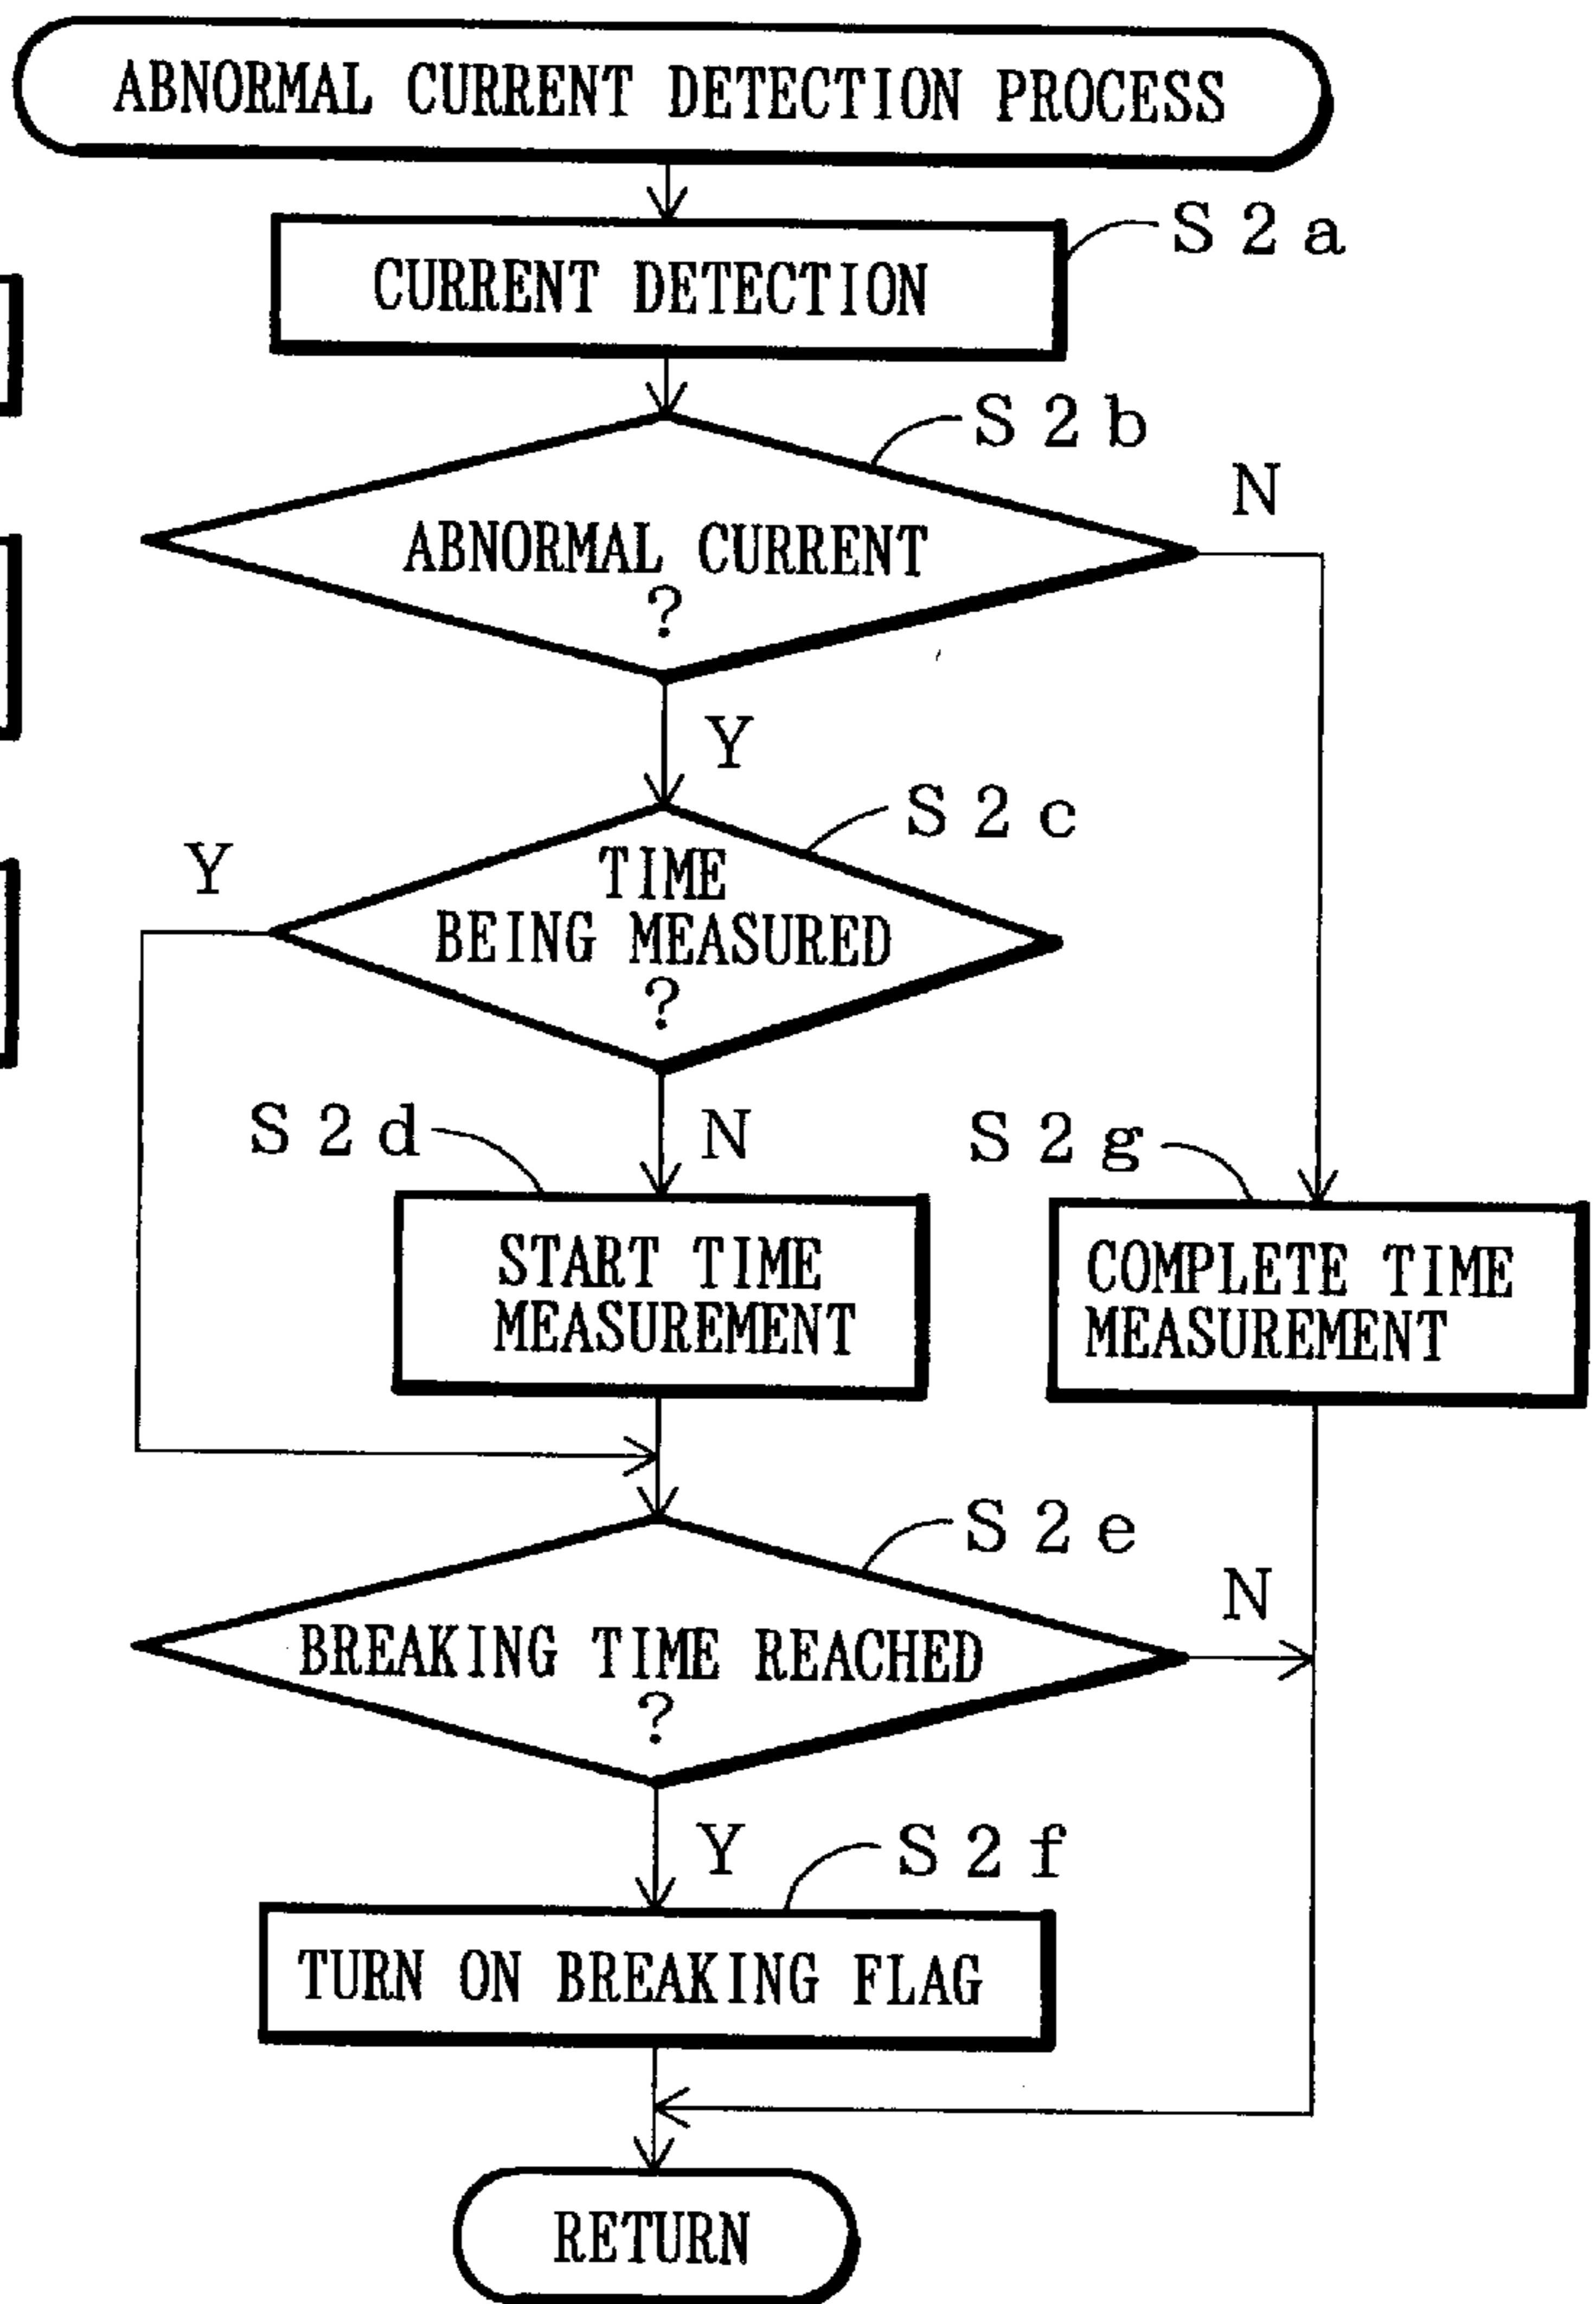 ABNORMAL CURRENT DETECTION PROCESS
S2a
CURRENT DETECTION
S2b
N
ABNORMAL CURRENT
?
Y
S2c
Y
TIME
BEING MEASURED
?
S2d
N
S2g
START TIME
MEASUREMENT
COMPLETE TIME
MEASUREMENT
S2e
N
BREAKING TIME REACHED
?
Y
S2f
TURN ON BREAKING FLAG
RETURN